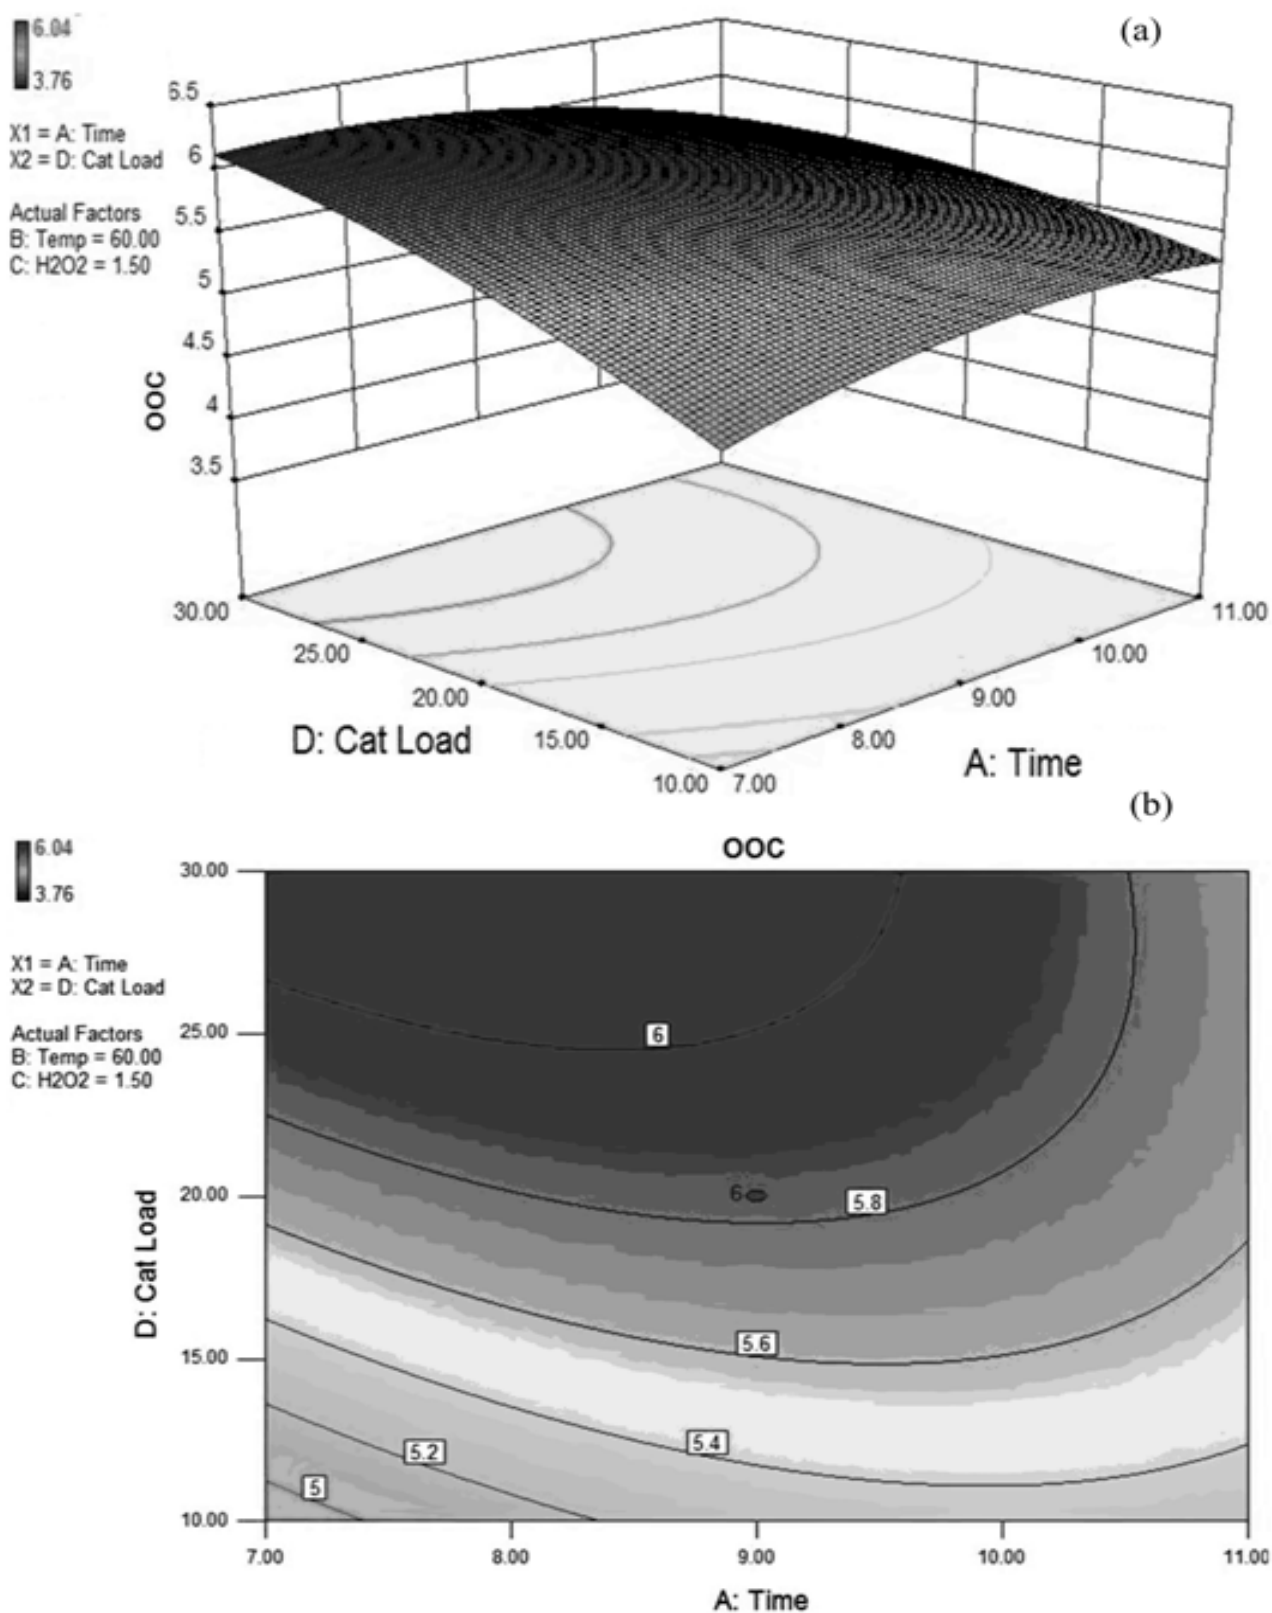 (a)
6.04
3.76
X1 = A: Time
X2 = D: Cat Load
Actual Factors
B: Temp = 60.00
C: H2O2 = 1.50
6.5
6
5.5
5
4.5
4
3.5
OOC
30.00
25.00
20.00
15.00
10.00
D: Cat Load
7.00
8.00
9.00
10.00
11.00
A: Time
(b)
OOC
6.04
3.76
X1 = A: Time
X2 = D: Cat Load
Actual Factors
B: Temp = 60.00
C: H2O2 = 1.50
30.00
25.00
20.00
15.00
10.00
D: Cat Load
6
6
5.8
5.6
5.4
5.2
5
7.00
8.00
9.00
10.00
11.00
A: Time